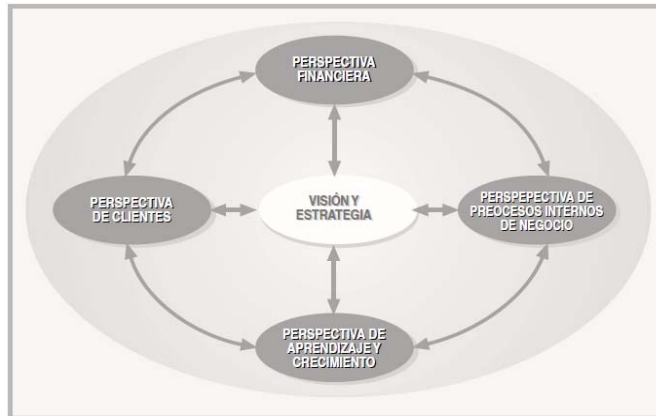 PERSPECTIVA
FINANCIERA
PERSPECTIVA
DE CLIENTES
VISIÓN Y
ESTRATEGIA
PERSPEPECTIVA DE
PREOCESOS INTERNOS
DE NEGOCIO
PERSPECTIVA DE
APRENDIZAJE Y
CRECIMIENTO